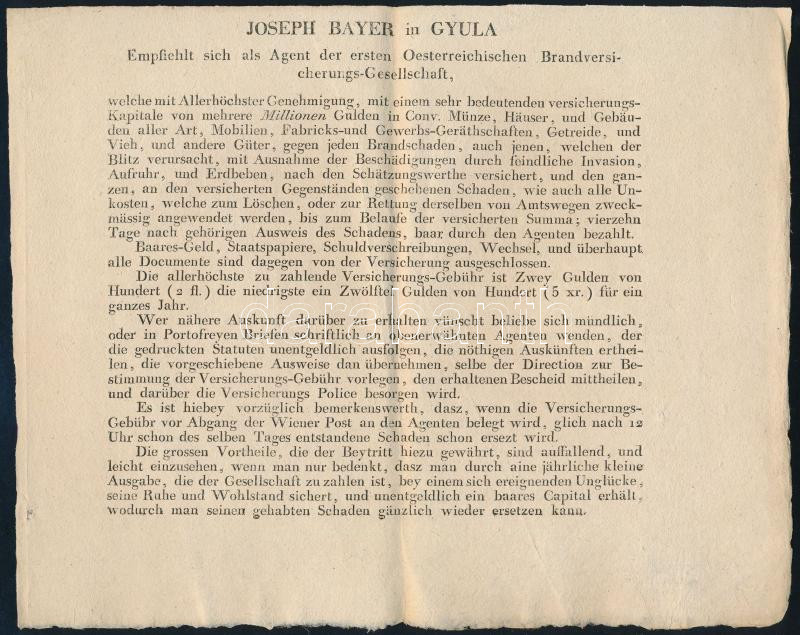 JOSEPH BAYER in GYULA
Empfiehlt sich als Agent der ersten Oesterreichischen Brandversi-
cherungs-Gesellschaft,
welche mit Allerhöchster Genehmigung, mit einem sehr bedeutenden versicherungs-
Kapitale von mehrere Millionen Gulden in Conv. Münze, Häuser, und Gebäu-
den aller Art, Mobilien, Fabricks-und Gewerbs-Geräthschaften, Getreide, und
Vieh, und andere Güter, gegen jeden Brandschaden, auch jenen, welchen der
Blitz verursacht, mit Ausnahme der Beschädigungen durch feindliche Invasion,
Aufruhr, und Erdbeben, nach den Schätzungswerthe versichert, und den gan-
zen, an den versicherten Gegenständen geschehenen Schaden, wie auch alle Un-
kosten, welche zum Löschen, oder zur Rettung derselben von Amtswegen zweck-
mässig angewendet werden, bis zum Belaufe der versicherten Summa; vierzehn
Tage nach gehörigen Ausweis des Schadens, baar durch den Agenten bezahlt.
Baares-Geld, Staatspapiere, Schuldverschreibungen, Wechsel, und überhaupt
alle Documente sind dagegen von der Versicherung ausgeschlossen.
Die allerhöchste zu zahlende Versicherungs-Gebühr ist Zwey Gulden von
Hundert (2 fl.) die niedrigste ein Zwölftel Gulden von Hundert (5 xr.) für ein
ganzes Jahr.
Wer nähere Auskunft darüber zu erhalten vünscht beliebe sich mündlich,
oder in Portofreyen Briefen schriftlich an obenerwähnten Agenten wenden, der
die gedruckten Statuten unentgeldlich ausfolgen, die nöthigen Auskünften erthei-
len, die vorgeschiebene Ausweise dan übernehmen, selbe der Direction zur Be-
stimmung der Versicherungs-Gebühr vorlegen, den erhaltenen Bescheid mittheilen,
und darüber die Versicherungs Police besorgen wird.
Es ist hiebey vorzüglich bemerkenswerth, dasz, wenn die Versicherungs-
Gebübr vor Abgang der Wiener Post an den Agenten belegt wird, glich nach 12
Uhr schon des selben Tages entstandene Schaden schon ersezt wird.
Die grossen Vortheile, die der Beytritt hiezu gewährt, sind auffallend, und
leicht einzusehen, wenn man nur bedenkt, dasz man durch aine jährliche kleine
Ausgabe, die der Gesellschaft zu zahlen ist, bey einem sich ereignenden Unglücke,
seine Ruhe und Wohlstand sichert, und unentgeldlich ein baares Capital erhält,
wodurch man seinen gehabten Schaden gänzlich wieder ersetzen kann.
darabanth